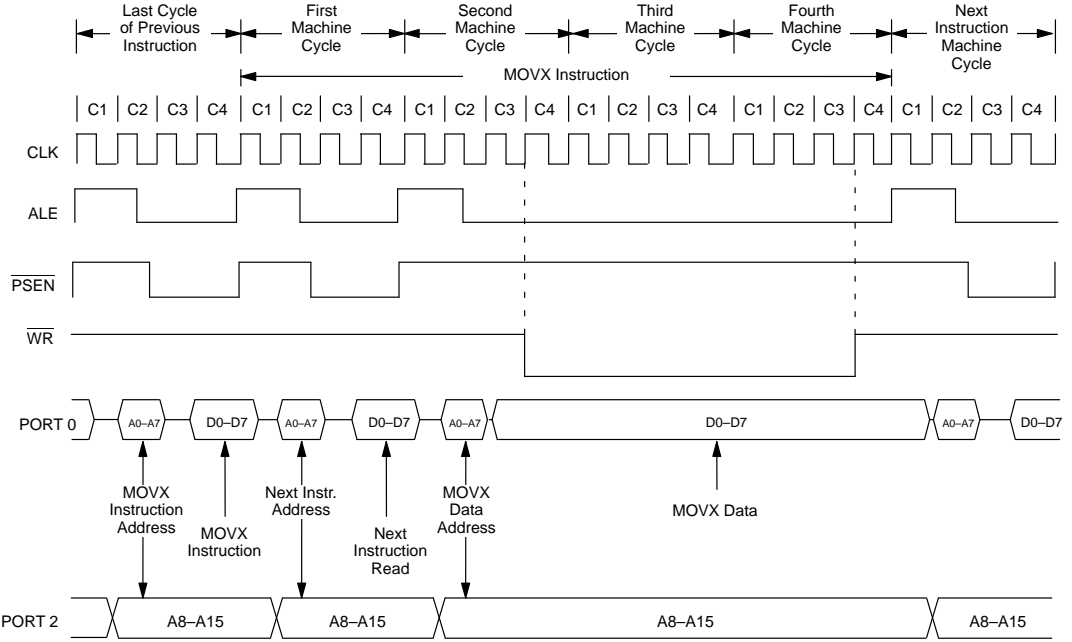 Last Cycle
of Previous
Instruction
First
Machine
Cycle
Second
Machine
Cycle
Third
Machine
Cycle
Fourth
Machine
Cycle
Next
Instruction
Machine
Cycle
MOVX Instruction
C1 C2 C3 C4 C1 C2 C3 C4 C1 C2 C3 C4 C1 C2 C3 C4 C1 C2 C3 C4 C1 C2 C3 C4
CLK
ALE
PSEN
WR
PORT 0
A0–A7 D0–D7 A0–A7 D0–D7 A0–A7 D0–D7 A0–A7 D0–D7
MOVX
Instruction
Address
MOVX
Instruction
Next Instr.
Address
Next
Instruction
Read
MOVX
Data
Address
MOVX Data
PORT 2
A8–A15 A8–A15 A8–A15 A8–A15